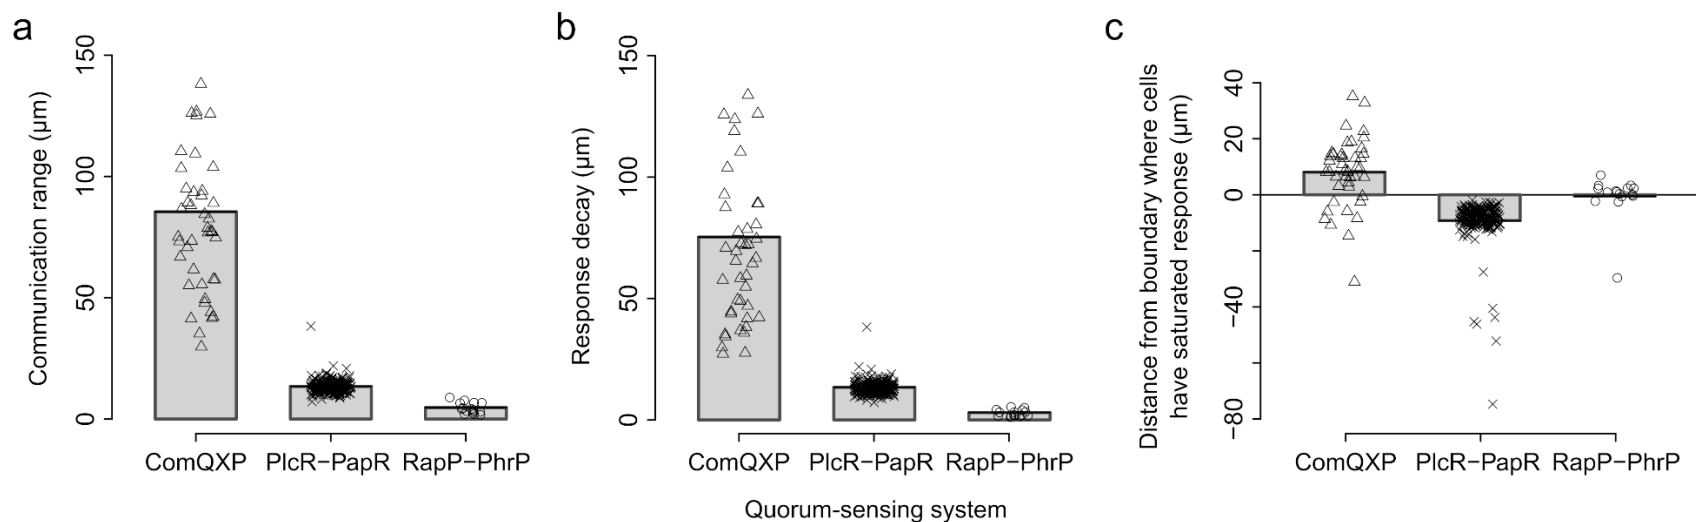 a
Communication range (μm)
150
100
50
0
ComQXP PlcR−PapR RapP−PhrP
b
Response decay (μm)
150
100
50
0
ComQXP PlcR−PapR RapP−PhrP
Quorum-sensing system
c
Distance from boundary where cells
have saturated response (μm)
40
20
0
−40
−80
ComQXP PlcR−PapR RapP−PhrP